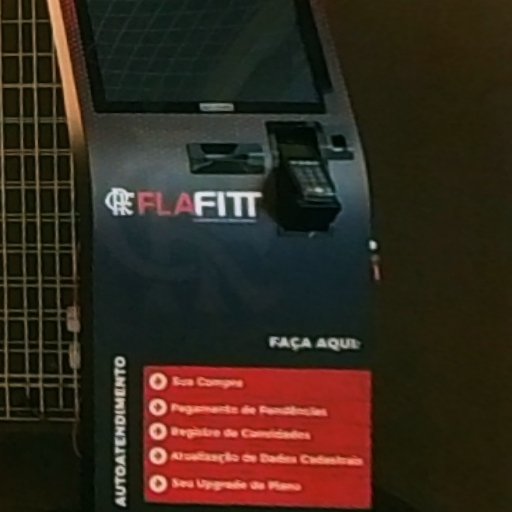 FLAFITT
FAÇA AQUI:
AUTOATENDIMENTO
Sua Compra
Pagamento de Pendências
Registro de Convidados
Atualização de Dados Cadastrais
Seu Upgrade de Plano